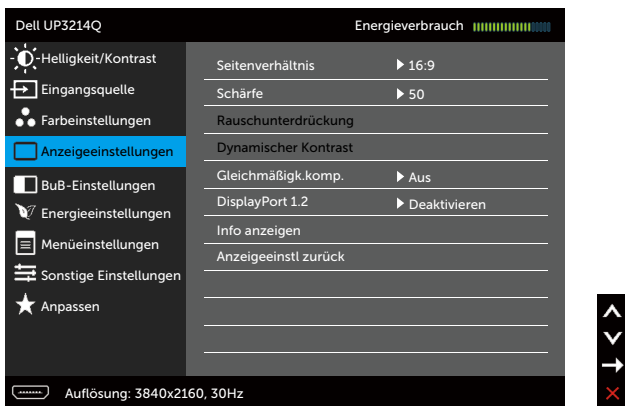 Dell UP3214Q
Energieverbrauch
Helligkeit/Kontrast
Eingangsquelle
Farbeinstellungen
Anzeigeeinstellungen
BuB-Einstellungen
Energieeinstellungen
Menüeinstellungen
Sonstige Einstellungen
Anpassen
Seitenverhältnis 16:9
Schärfe 50
Rauschunterdrückung
Dynamischer Kontrast
Gleichmäßigk.komp. Aus
DisplayPort 1.2 Deaktivieren
Info anzeigen
Anzeigeeinstl zurück
Auflösung: 3840x2160, 30Hz